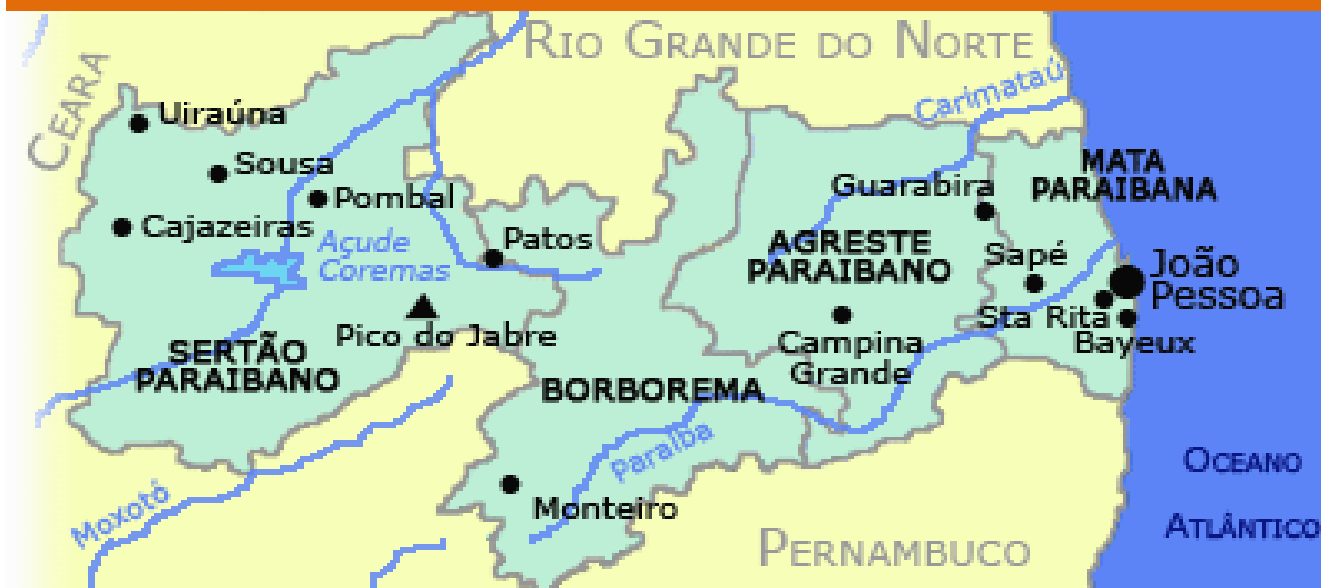 RIO GRANDE DO NORTE
CEARA
Carimataú
Uiraúna
Sousa
Pombal
Cajazeiras
Açude
Coremas
Patos
Guarabira
MATA
PARAIBANA
AGRESTE
PARAIBANO
Sapé
João
Pessoa
Sta Rita
Bayeux
Pico do Jabre
Campina
Grande
SERTÃO
PARAIBANO
BORBOREMA
Paraíba
Monteiro
Moxotó
OCEANO
ATLÂNTICO
PERNAMBUCO